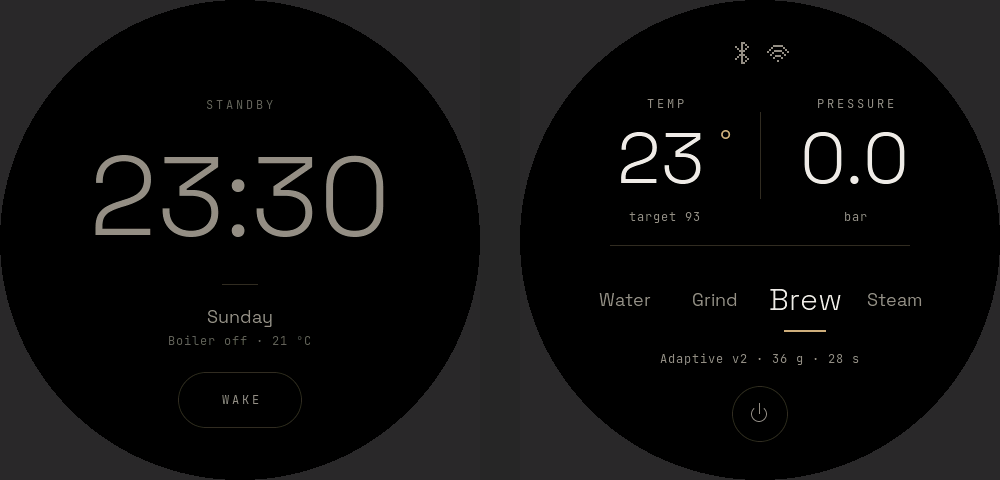 STANDBY
23:30
Sunday
Boiler off · 21 °C
WAKE
TEMP
23°
target 93
PRESSURE
0.0
bar
Water Grind Brew Steam
Adaptive v2 · 36 g · 28 s